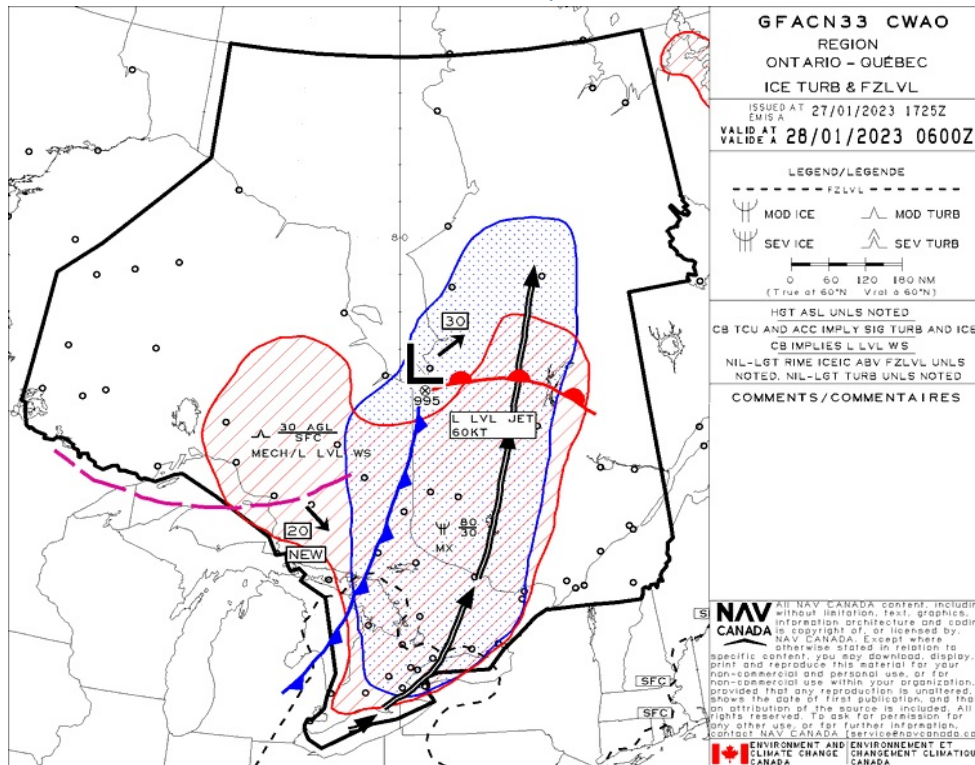 GFACN33 CWAO
REGION
ONTARIO – QUÉBEC
ICE TURB & FZLVL
ISSUED AT
ÉMIS À
27/01/2023 1725Z
VALID AT
VALIDE À
28/01/2023 0600Z
LEGEND/LÉGENDE
FZLVL
MOD ICE
MOD TURB
SEV ICE
SEV TURB
0 60 120 180 NM
(True at 60°N Vrai à 60°N)
HGT ASL UNLS NOTED
CB TCU AND ACC IMPLY SIG TURB AND ICE
CB IMPLIES L LVL WS
NIL-LGT RIME ICEIC ABV FZLVL UNLS
NOTED. NIL-LGT TURB UNLS NOTED
COMMENTS/COMMENTAIRES
80
30
L
995
L LVL JET
60KT
30 AGL
SFC
MECH/L LVL WS
80
30
MX
20
NEW
SFC
SFC
NAV
CANADA
All NAV CANADA content, includin
without limitation, text, graphics,
information architecture and codin
is copyright of, or licensed by,
NAV CANADA. Except where
otherwise stated in relation to
specific content, you may download, display,
print and reproduce this material for your
non-commercial and personal use, or for
non-commercial use within your organization,
provided that any reproduction is unaltered,
shows the date of first publication, and that
an attribution of the source is included. All
rights reserved. To ask for permission for
any other use, or for further information,
contact NAV CANADA [service@navcanada.ca
ENVIRONMENT AND
CLIMATE CHANGE
CANADA
ENVIRONNEMENT ET
CHANGEMENT CLIMATIQU
CANADA